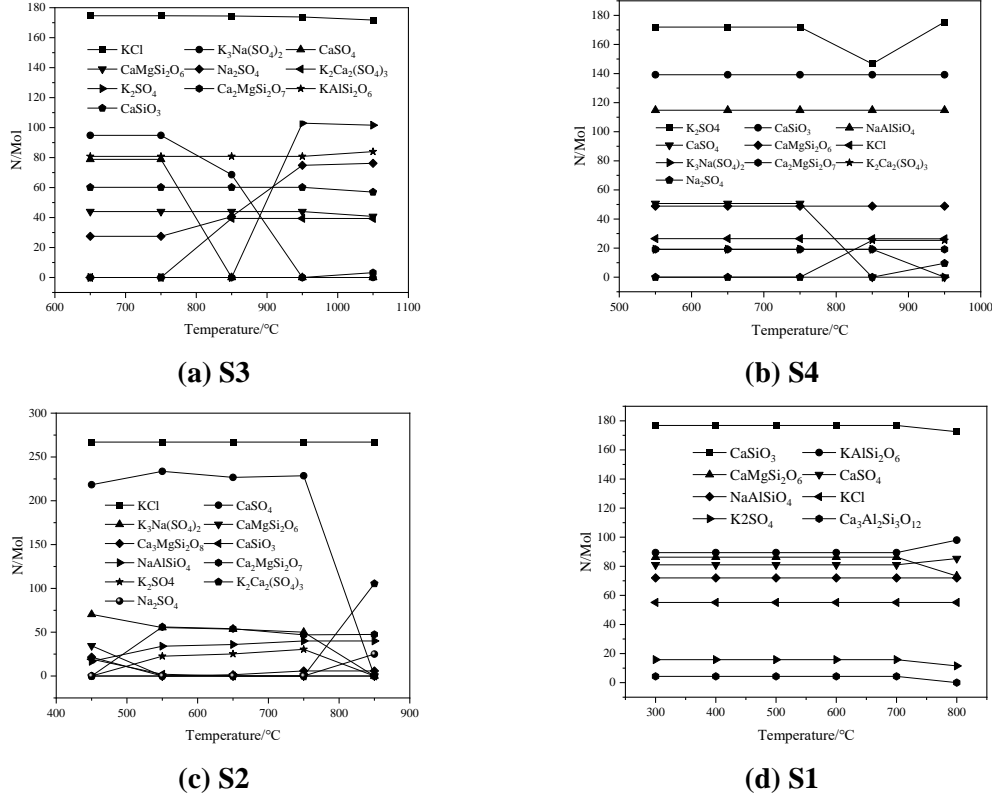 180
160
140
120
100
80
60
40
20
0
N/Mol
KCl K₃Na(SO₄)₂ CaSO₄
CaMgSi₂O₆ Na₂SO₄ K₂Ca₂(SO₄)₃
K₂SO₄ Ca₂MgSi₂O₇ KAlSi₂O₆
CaSiO₃
600 700 800 900 1000 1100
Temperature/°C
(a) S3
180
160
140
120
100
80
60
40
20
0
N/Mol
K₂SO4 CaSiO₃ NaAlSiO₄
CaSO₄ CaMgSi₂O₆ KCl
K₃Na(SO₄)₂ Ca₂MgSi₂O₇ K₂Ca₂(SO₄)₃
Na₂SO₄
500 600 700 800 900 1000
Temperature/°C
(b) S4
300
250
200
150
100
50
0
N/Mol
KCl CaSO₄
K₃Na(SO₄)₂ CaMgSi₂O₆
Ca₃MgSi₂O₈ CaSiO₃
NaAlSiO₄ Ca₂MgSi₂O₇
K₂SO4 K₂Ca₂(SO₄)₃
Na₂SO₄
400 500 600 700 800 900
Temperature/°C
(c) S2
180
160
140
120
100
80
60
40
20
0
N/Mol
CaSiO₃ KAlSi₂O₆
CaMgSi₂O₆ CaSO₄
NaAlSiO₄ KCl
K2SO₄ Ca₃Al₂Si₃O₁₂
300 400 500 600 700 800
Temperature/°C
(d) S1